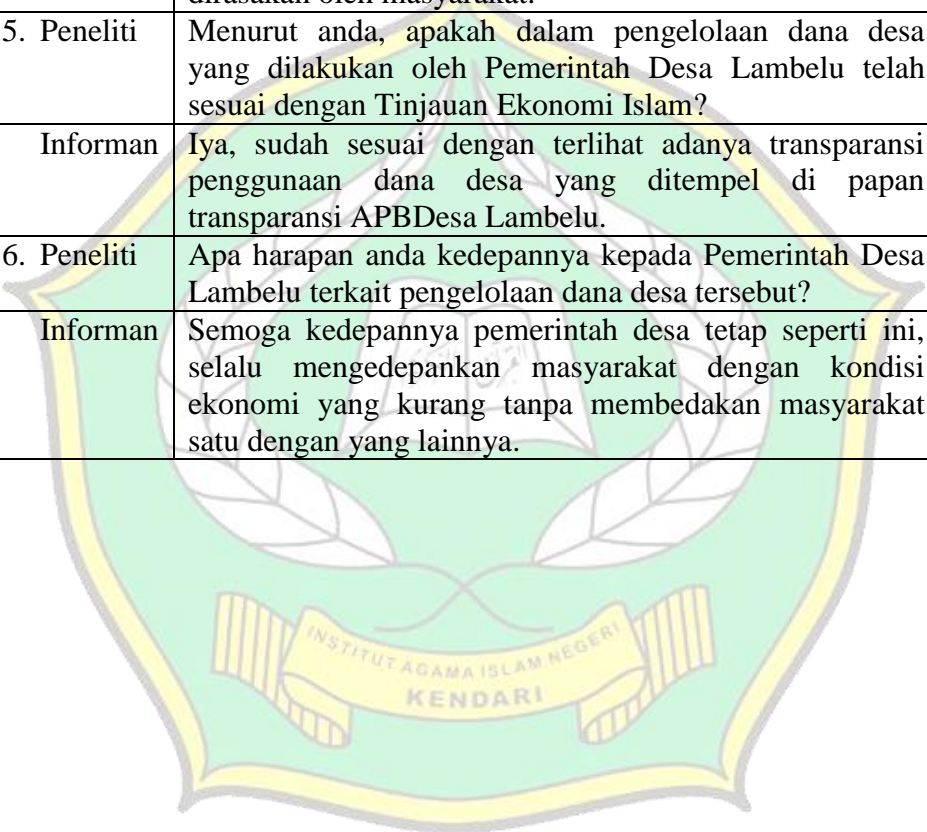 dirasakan oleh masyarakat.
5. Peneliti Menurut anda, apakah dalam pengelolaan dana desa
yang dilakukan oleh Pemerintah Desa Lambelu telah
sesuai dengan Tinjauan Ekonomi Islam?
Informan Iya, sudah sesuai dengan terlihat adanya transparansi
penggunaan dana desa yang ditempel di papan
transparansi APBDesa Lambelu.
6. Peneliti Apa harapan anda kedepannya kepada Pemerintah Desa
Lambelu terkait pengelolaan dana desa tersebut?
Informan Semoga kedepannya pemerintah desa tetap seperti ini,
selalu mengedepankan masyarakat dengan kondisi
ekonomi yang kurang tanpa membedakan masyarakat
satu dengan yang lainnya.
INSTITUT AGAMA ISLAM NEGERI
KENDARI